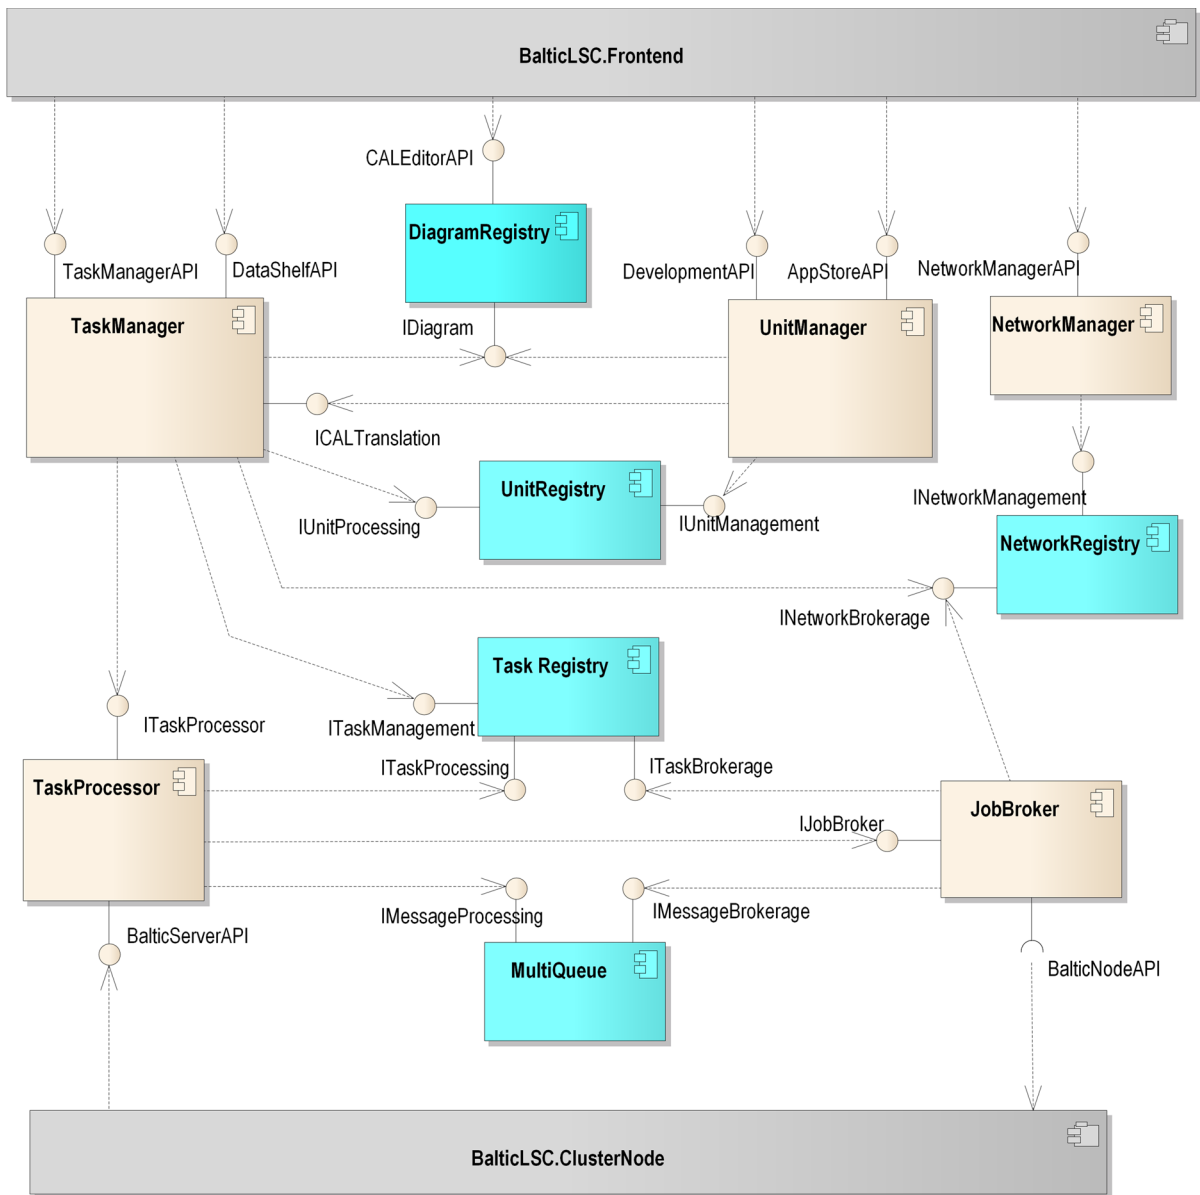 BalticLSC.Frontend
CALEditorAPI
DiagramRegistry
TaskManagerAPI
DataShelfAPI
DevelopmentAPI
AppStoreAPI
NetworkManagerAPI
TaskManager
IDiagram
UnitManager
NetworkManager
ICALTranslation
UnitRegistry
INetworkManagement
IUnitProcessing
IUnitManagement
NetworkRegistry
INetworkBrokerage
Task Registry
ITaskProcessor
ITaskManagement
ITaskProcessing
ITaskBrokerage
TaskProcessor
JobBroker
IJobBroker
IMessageProcessing
IMessageBrokerage
BalticServerAPI
MultiQueue
BalticNodeAPI
BalticLSC.ClusterNode